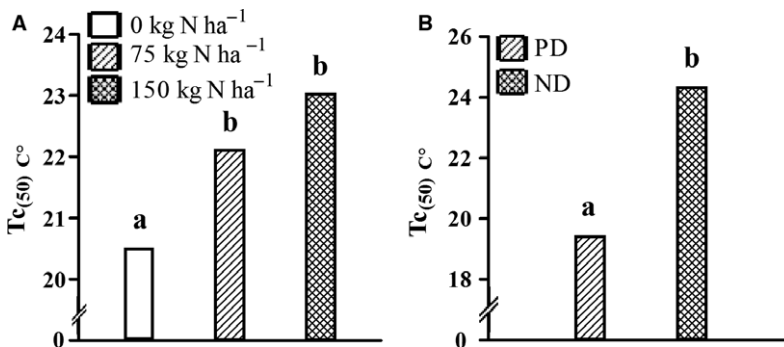 A
0 kg N ha⁻¹
75 kg N ha⁻¹
150 kg N ha⁻¹
Tc(50) C°
24
23
22
21
20
0
a
b
b
B
PD
ND
Tc(50) C°
26
24
22
20
18
0
a
b